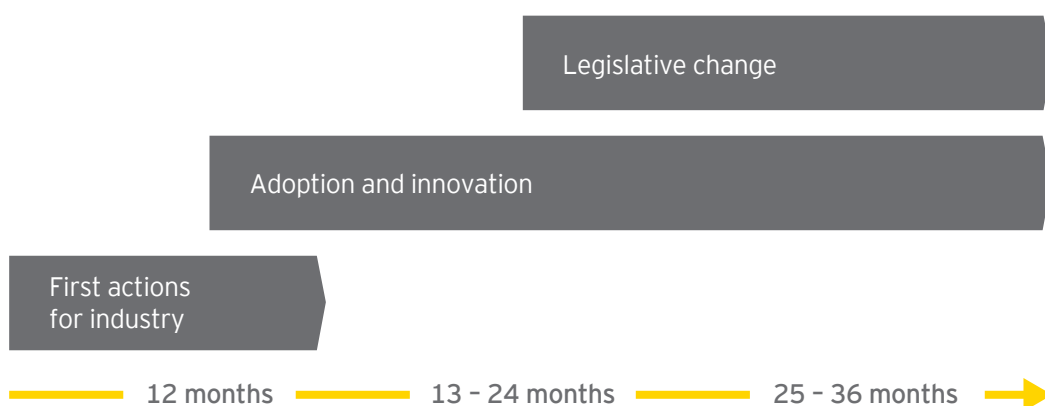 Legislative change
Adoption and innovation
First actions
for industry
12 months
13 – 24 months
25 – 36 months